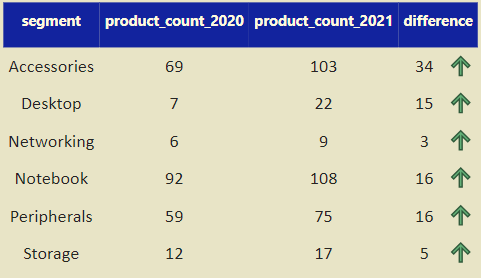 segment product_count_2020 product_count_2021 difference
Accessories 69 103 34
Desktop 7 22 15
Networking 6 9 3
Notebook 92 108 16
Peripherals 59 75 16
Storage 12 17 5